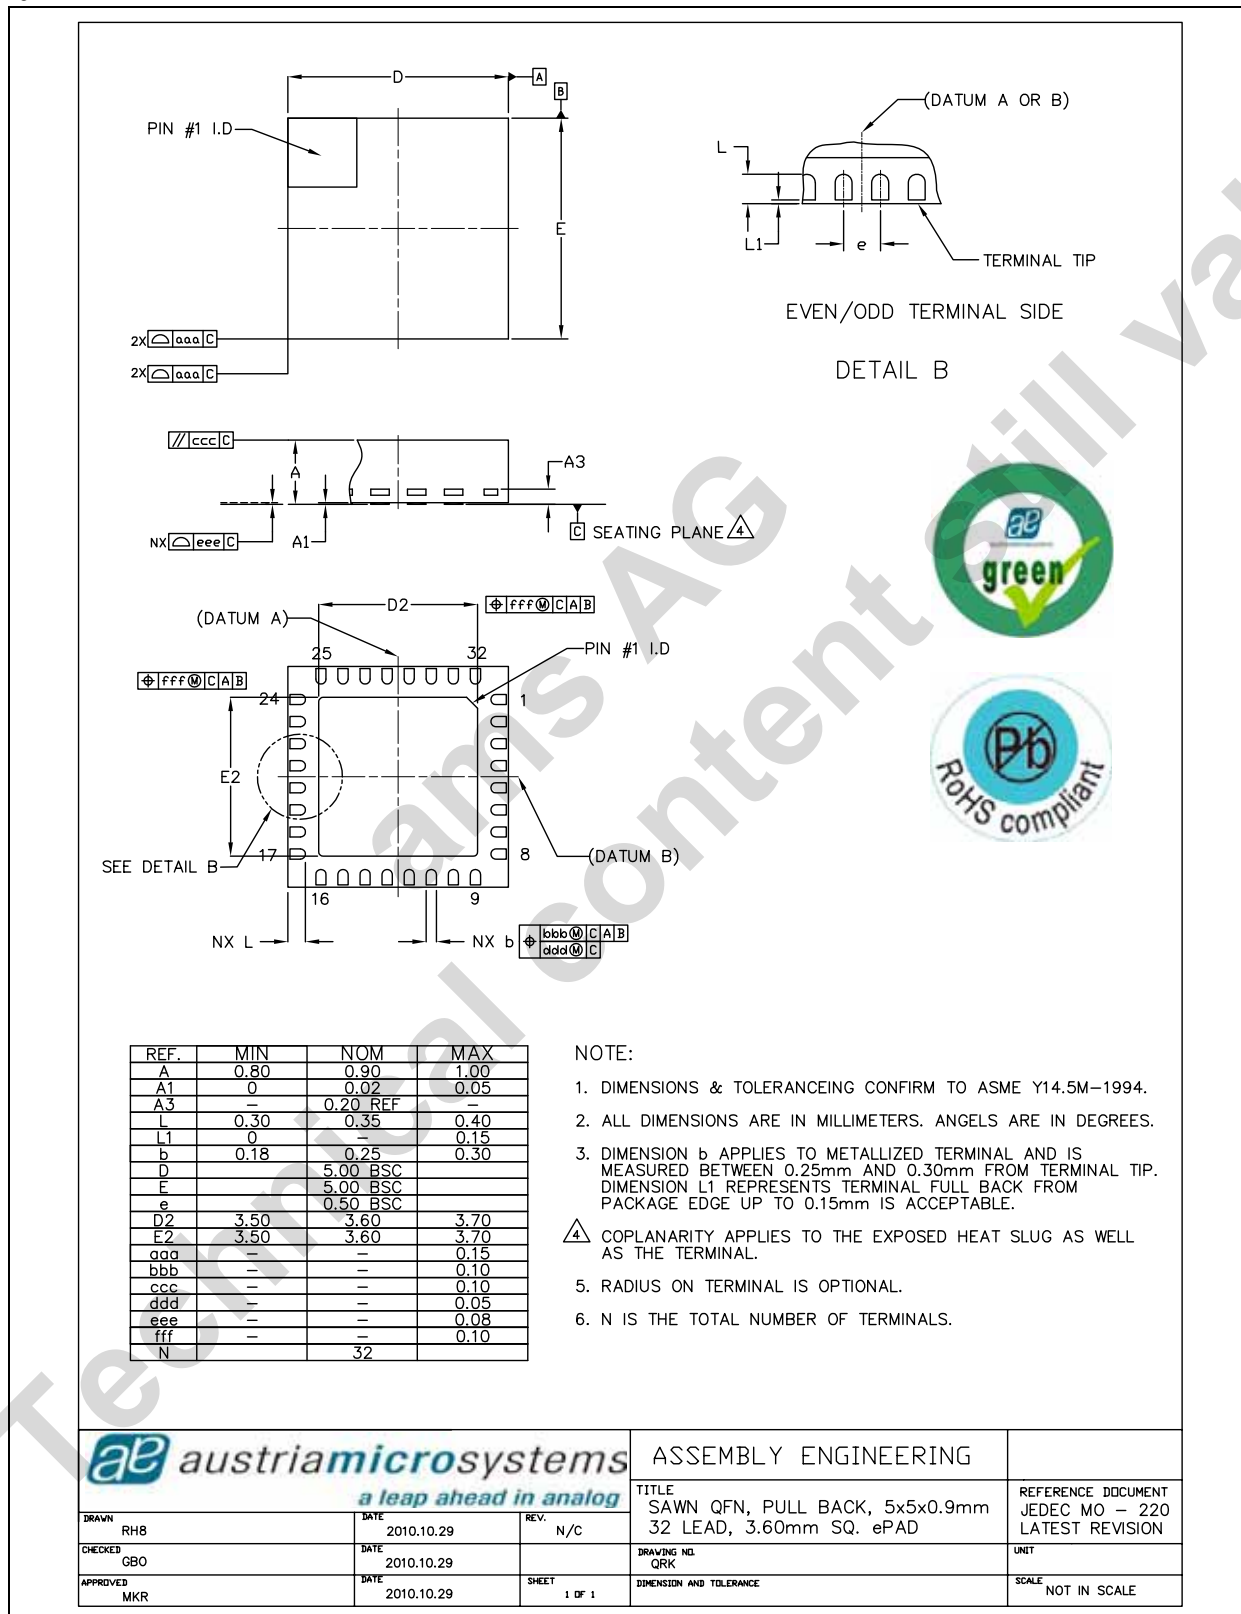 D
A
B
PIN #1 I.D
E
2X aaa C
2X aaa C
(DATUM A OR B)
L
L1
e
TERMINAL TIP
EVEN/ODD TERMINAL SIDE
DETAIL B
// ccc C
A
A3
NX eee C
A1
C SEATING PLANE 4
ae
green
(DATUM A)
D2
fff M C A B
25
32
PIN #1 I.D
fff M C A B
24
1
E2
SEE DETAIL B
17
8
(DATUM B)
16
9
NX L
NX b
bbb M C A B
ddd M C
Pb
RoHS compliant
REF. MIN NOM MAX
A 0.80 0.90 1.00
A1 0 0.02 0.05
A3 – 0.20 REF –
L 0.30 0.35 0.40
L1 0 – 0.15
b 0.18 0.25 0.30
D 5.00 BSC
E 5.00 BSC
e 0.50 BSC
D2 3.50 3.60 3.70
E2 3.50 3.60 3.70
aaa – – 0.15
bbb – – 0.10
ccc – – 0.10
ddd – – 0.05
eee – – 0.08
fff – – 0.10
N 32
NOTE:
1. DIMENSIONS & TOLERANCEING CONFIRM TO ASME Y14.5M–1994.
2. ALL DIMENSIONS ARE IN MILLIMETERS. ANGELS ARE IN DEGREES.
3. DIMENSION b APPLIES TO METALLIZED TERMINAL AND IS
MEASURED BETWEEN 0.25mm AND 0.30mm FROM TERMINAL TIP.
DIMENSION L1 REPRESENTS TERMINAL FULL BACK FROM
PACKAGE EDGE UP TO 0.15mm IS ACCEPTABLE.
4 COPLANARITY APPLIES TO THE EXPOSED HEAT SLUG AS WELL
AS THE TERMINAL.
5. RADIUS ON TERMINAL IS OPTIONAL.
6. N IS THE TOTAL NUMBER OF TERMINALS.
ams AG
Technical content still va
ae austriamicrosystems
a leap ahead in analog
ASSEMBLY ENGINEERING
TITLE
SAWN QFN, PULL BACK, 5x5x0.9mm
32 LEAD, 3.60mm SQ. ePAD
REFERENCE DOCUMENT
JEDEC MO – 220
LATEST REVISION
DRAWN
RH8
DATE
2010.10.29
REV.
N/C
CHECKED
GBO
DATE
2010.10.29
DRAWING NO.
QRK
UNIT
APPROVED
MKR
DATE
2010.10.29
SHEET
1 OF 1
DIMENSION AND TOLERANCE
SCALE
NOT IN SCALE